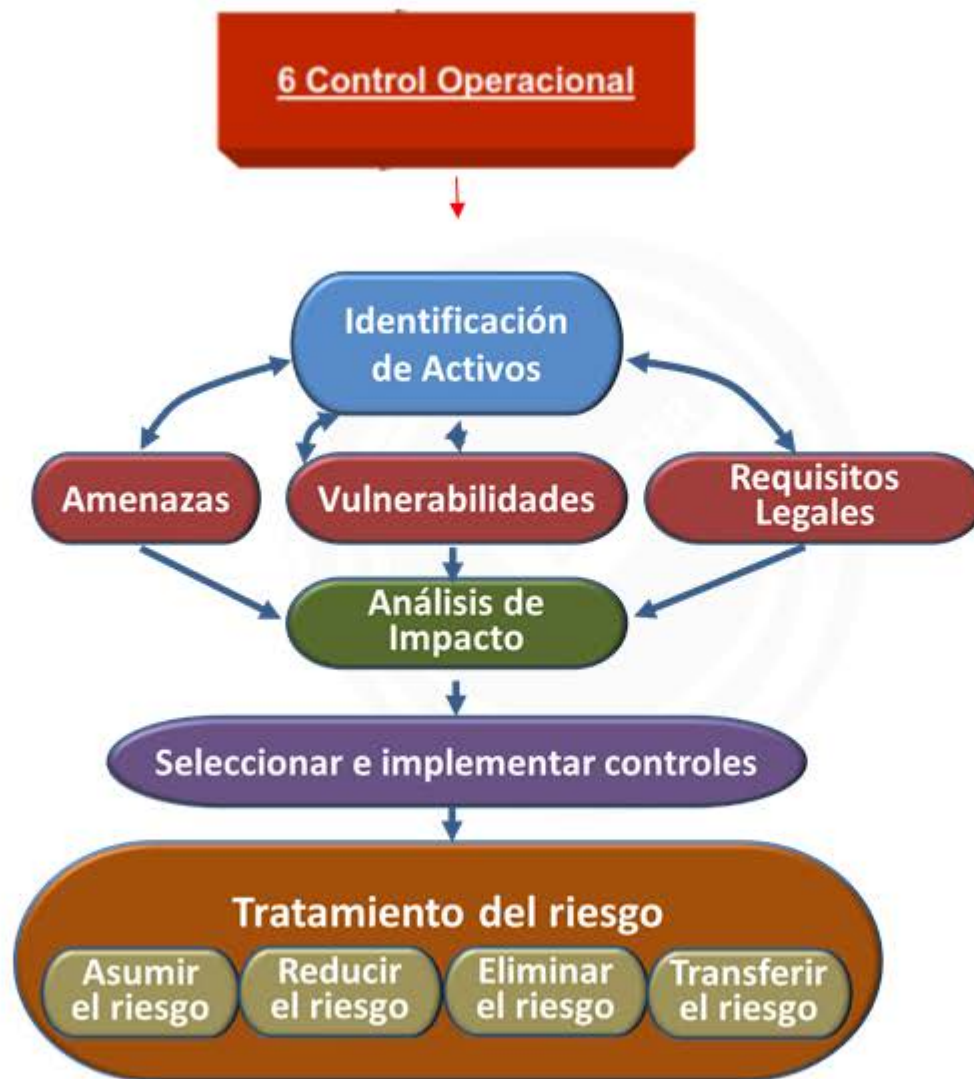 6 Control Operacional
Identificación
de Activos
Amenazas
Vulnerabilidades
Requisitos
Legales
Análisis de
Impacto
Seleccionar e implementar controles
Tratamiento del riesgo
Asumir
el riesgo
Reducir
el riesgo
Eliminar
el riesgo
Transferir
el riesgo